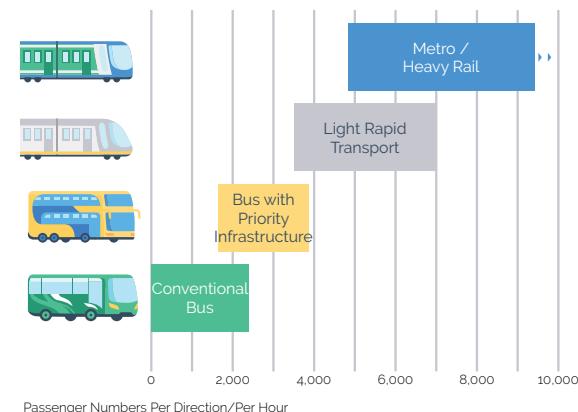 Metro /
Heavy Rail
Light Rapid
Transport
Bus with
Priority
Infrastructure
Conventional
Bus
0 2,000 4,000 6,000 8,000 10,000
Passenger Numbers Per Direction/Per Hour